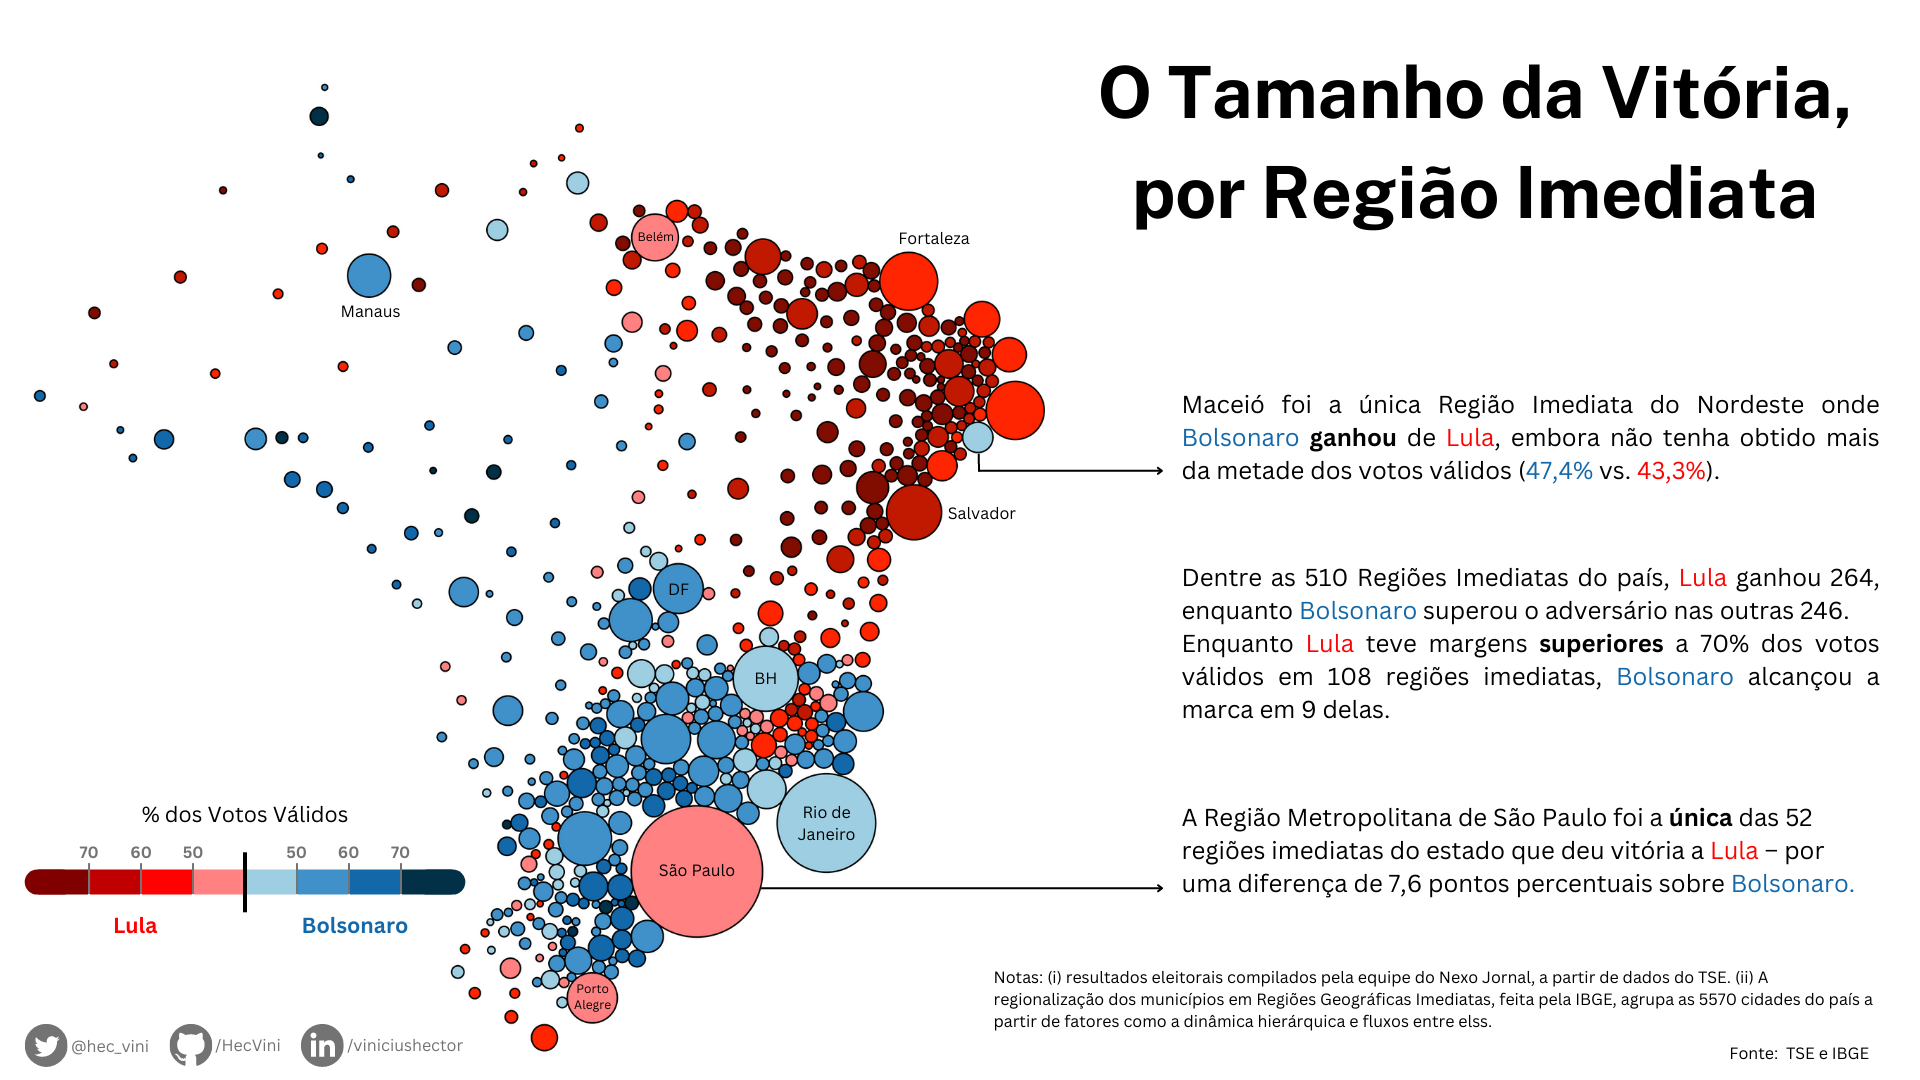 O Tamanho da Vitória,
por Região Imediata
Belém
Fortaleza
Manaus
Maceió foi a única Região Imediata do Nordeste onde
Bolsonaro ganhou de Lula, embora não tenha obtido mais
da metade dos votos válidos (47,4% vs. 43,3%).
Salvador
DF
BH
Dentre as 510 Regiões Imediatas do país, Lula ganhou 264,
enquanto Bolsonaro superou o adversário nas outras 246.
Enquanto Lula teve margens superiores a 70% dos votos
válidos em 108 regiões imediatas, Bolsonaro alcançou a
marca em 9 delas.
Rio de
Janeiro
São Paulo
A Região Metropolitana de São Paulo foi a única das 52
regiões imediatas do estado que deu vitória a Lula – por
uma diferença de 7,6 pontos percentuais sobre Bolsonaro.
% dos Votos Válidos
70 60 50 50 60 70
Lula Bolsonaro
Porto
Alegre
Notas: (i) resultados eleitorais compilados pela equipe do Nexo Jornal, a partir de dados do TSE. (ii) A
regionalização dos municípios em Regiões Geográficas Imediatas, feita pela IBGE, agrupa as 5570 cidades do país a
partir de fatores como a dinâmica hierárquica e fluxos entre elss.
@hec_vini /HecVini /viniciushector
Fonte: TSE e IBGE